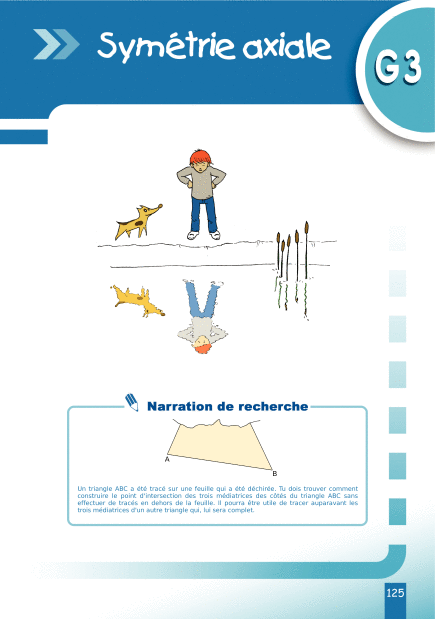 Symétrie axiale
G3
Narration de recherche
A
B
Un triangle ABC a été tracé sur une feuille qui a été déchirée. Tu dois trouver comment
construire le point d'intersection des trois médiatrices des côtés du triangle ABC sans
effectuer de tracés en dehors de la feuille. Il pourra être utile de tracer auparavant les
trois médiatrices d'un autre triangle qui, lui sera complet.
125